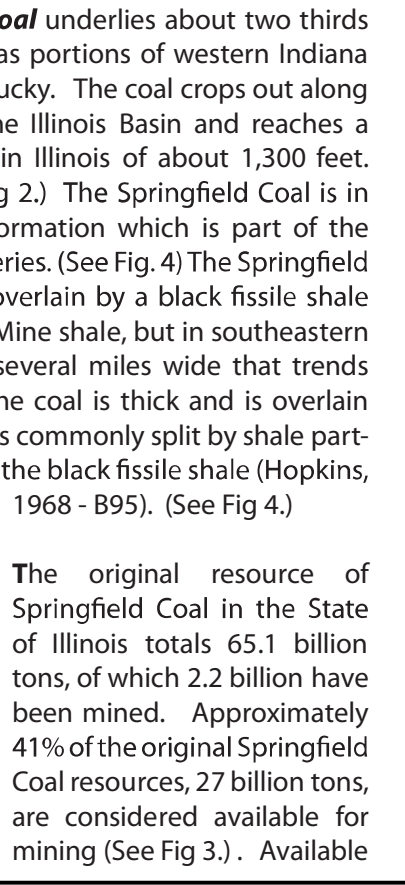 oal underlies about two thirds
as portions of western Indiana
ucky. The coal crops out along
he Illinois Basin and reaches a
in Illinois of about 1,300 feet.
g 2.) The Springfield Coal is in
ormation which is part of the
eries. (See Fig. 4) The Springfield
overlain by a black fissile shale
Mine shale, but in southeastern
several miles wide that trends
he coal is thick and is overlain
s commonly split by shale part-
the black fissile shale (Hopkins,
1968 - B95). (See Fig 4.)
The original resource of
Springfield Coal in the State
of Illinois totals 65.1 billion
tons, of which 2.2 billion have
been mined. Approximately
41% of the original Springfield
Coal resources, 27 billion tons,
are considered available for
mining (See Fig 3.) . Available